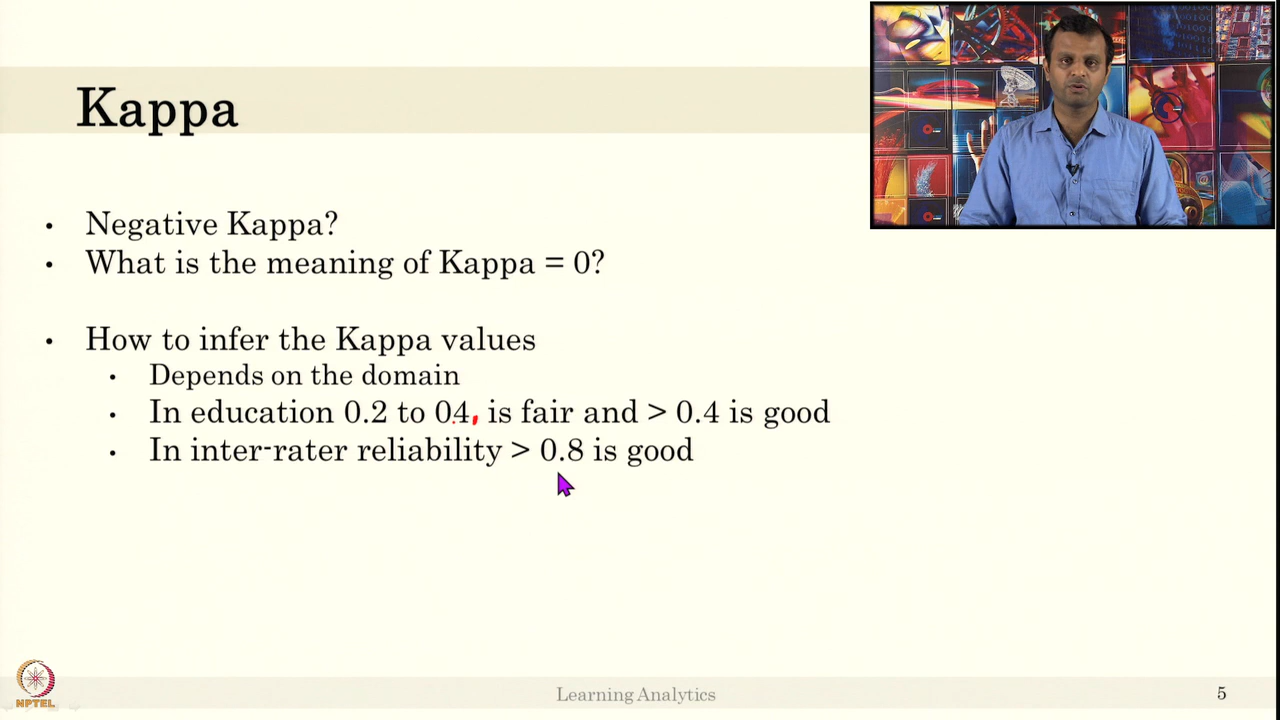 Kappa
• Negative Kappa?
• What is the meaning of Kappa = 0?
• How to infer the Kappa values
• Depends on the domain
• In education 0.2 to 04, is fair and > 0.4 is good
• In inter-rater reliability > 0.8 is good
NPTEL
Learning Analytics
5